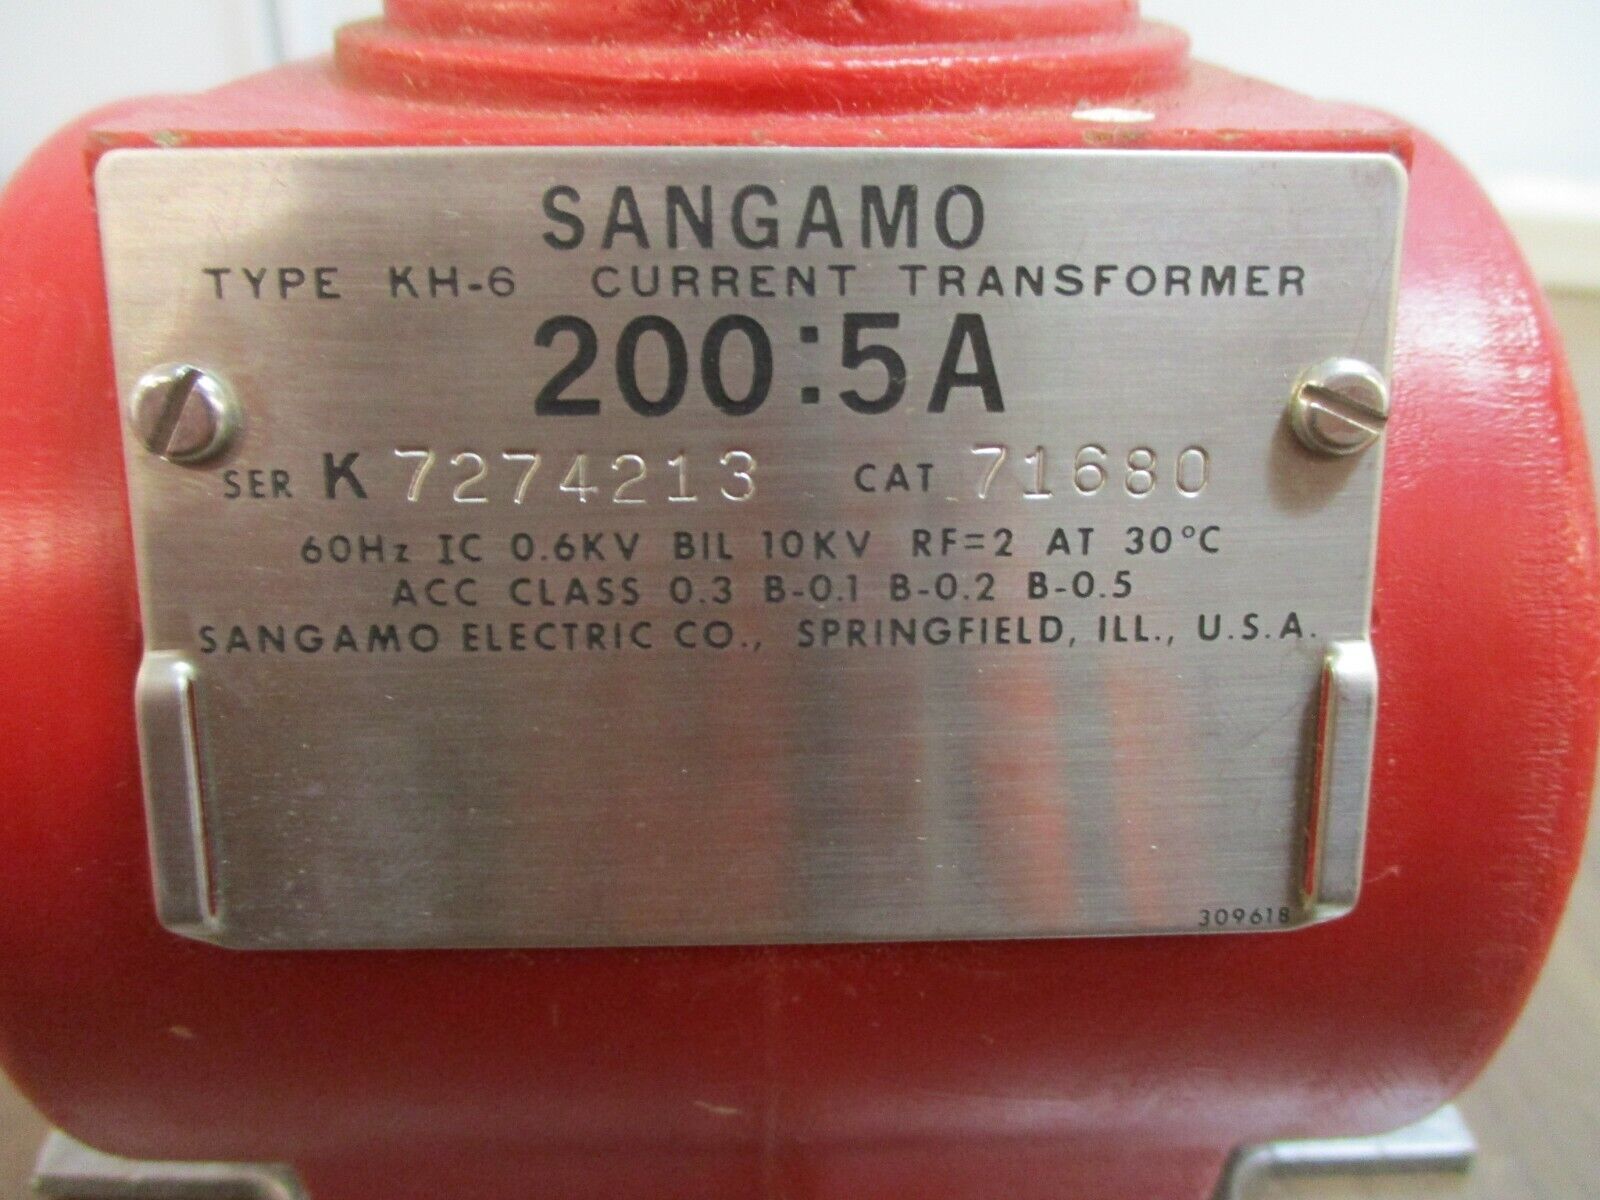 SANGAMO
TYPE KH-6 CURRENT TRANSFORMER
200:5A
SER K 7274213 CAT 71680
60Hz IC 0.6KV BIL 10KV RF=2 AT 30°C
ACC CLASS 0.3 B-0.1 B-0.2 B-0.5
SANGAMO ELECTRIC CO., SPRINGFIELD, ILL., U.S.A.
309618